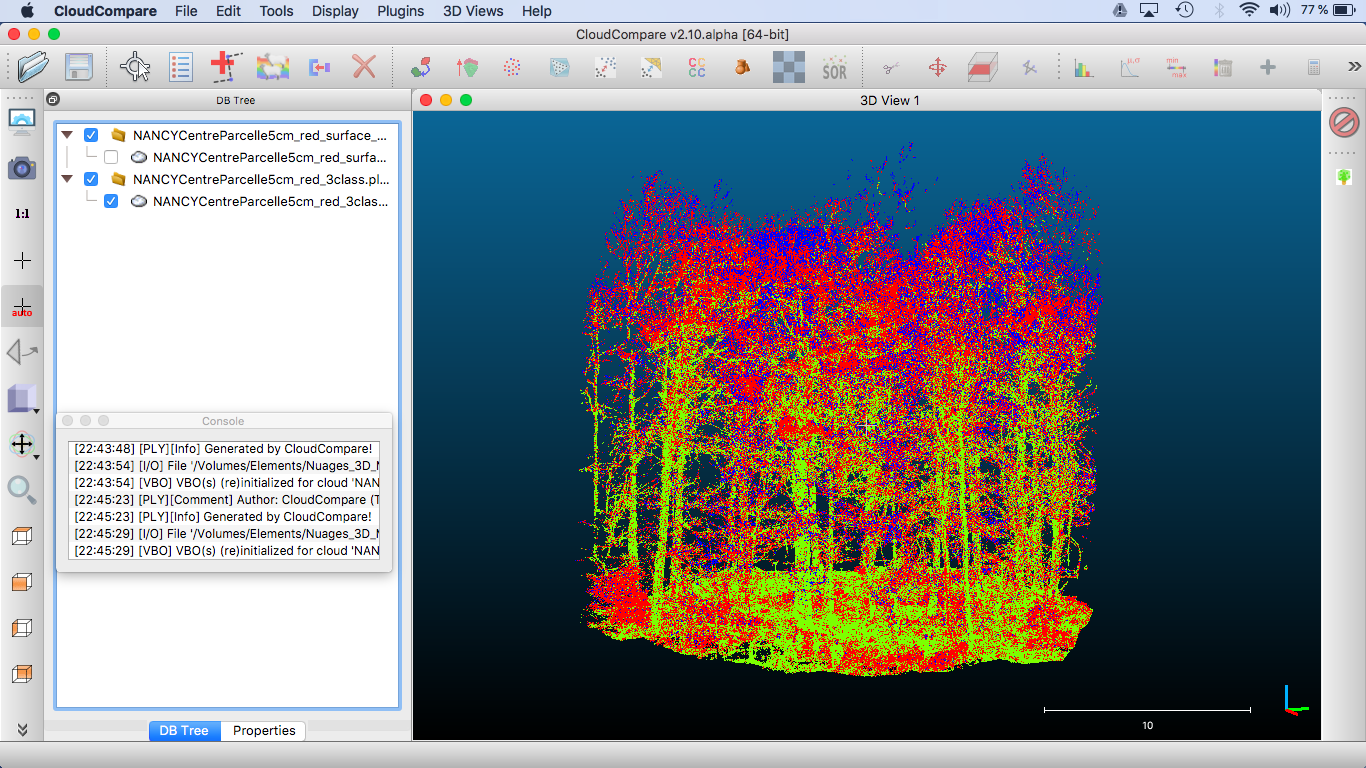 CloudCompare File Edit Tools Display Plugins 3D Views Help 77 %
CloudCompare v2.10.alpha [64-bit]
CC
CC
SOR
μ,σ
min
max
DB Tree
3D View 1
NANCYCentreParcelle5cm_red_surface_...
NANCYCentreParcelle5cm_red_surfa...
NANCYCentreParcelle5cm_red_3class.pl...
NANCYCentreParcelle5cm_red_3clas...
1:1
auto
Console
[22:43:48] [PLY][Info] Generated by CloudCompare!
[22:43:54] [I/O] File '/Volumes/Elements/Nuages_3D_N
[22:43:54] [VBO] VBO(s) (re)initialized for cloud 'NAN
[22:45:23] [PLY][Comment] Author: CloudCompare (T
[22:45:23] [PLY][Info] Generated by CloudCompare!
[22:45:29] [I/O] File '/Volumes/Elements/Nuages_3D_N
[22:45:29] [VBO] VBO(s) (re)initialized for cloud 'NAN
10
DB Tree Properties